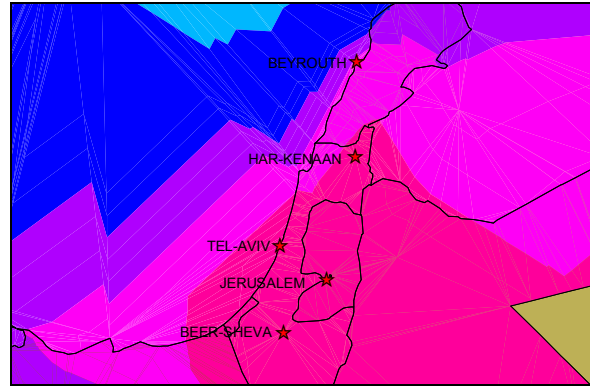 BEYROUTH
HAR-KENAAN
TEL-AVIV
JERUSALEM
BEER-SHEVA